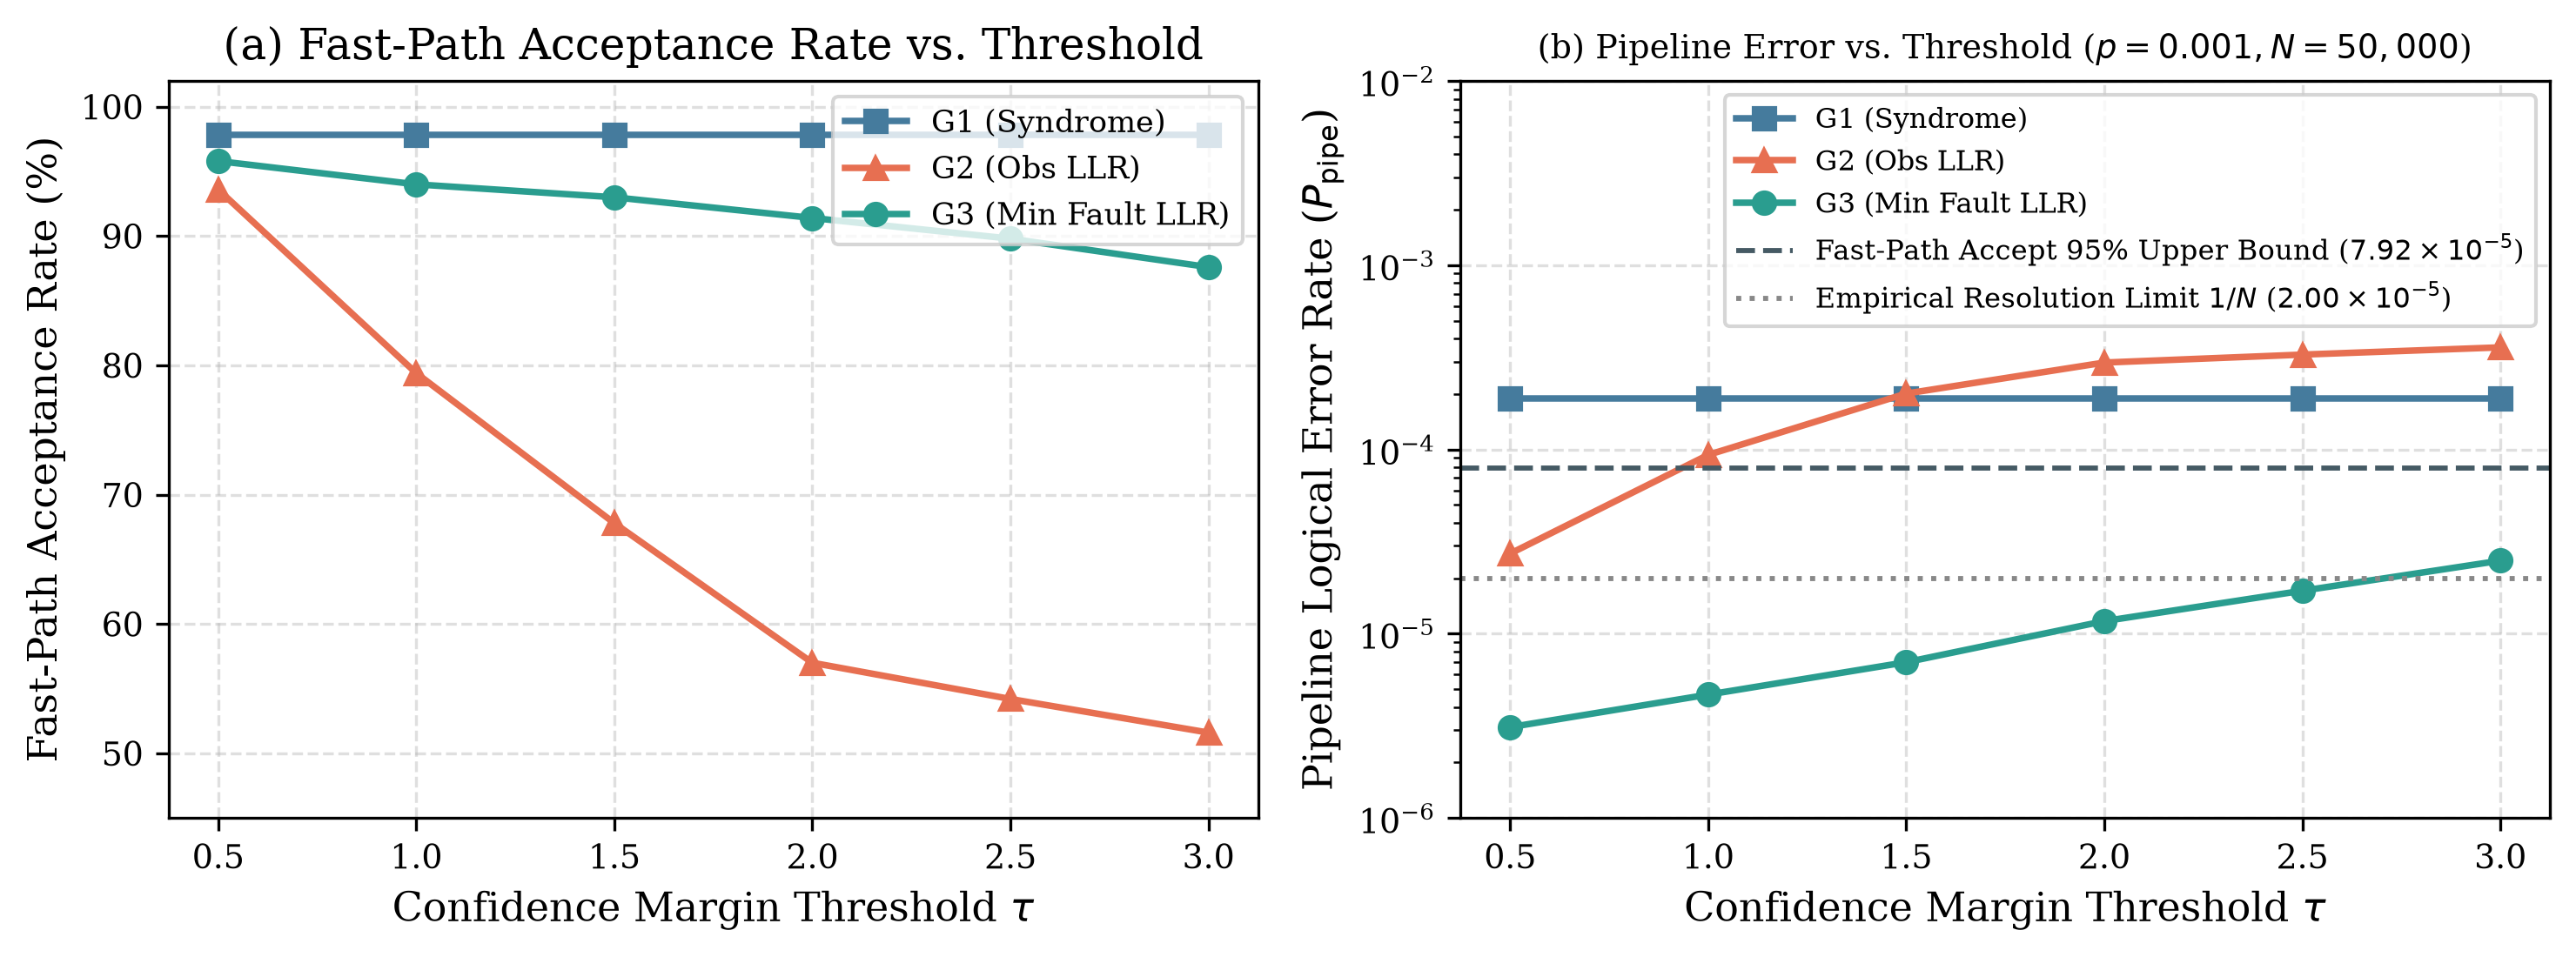 (a) Fast-Path Acceptance Rate vs. Threshold
Fast-Path Acceptance Rate (%)
100
90
80
70
60
50
G1 (Syndrome)
G2 (Obs LLR)
G3 (Min Fault LLR)
0.5 1.0 1.5 2.0 2.5 3.0
Confidence Margin Threshold τ
(b) Pipeline Error vs. Threshold (p = 0.001, N = 50,000)
Pipeline Logical Error Rate (P_pipe)
10⁻²
10⁻³
10⁻⁴
10⁻⁵
10⁻⁶
G1 (Syndrome)
G2 (Obs LLR)
G3 (Min Fault LLR)
Fast-Path Accept 95% Upper Bound (7.92 × 10⁻⁵)
Empirical Resolution Limit 1/N (2.00 × 10⁻⁵)
0.5 1.0 1.5 2.0 2.5 3.0
Confidence Margin Threshold τ